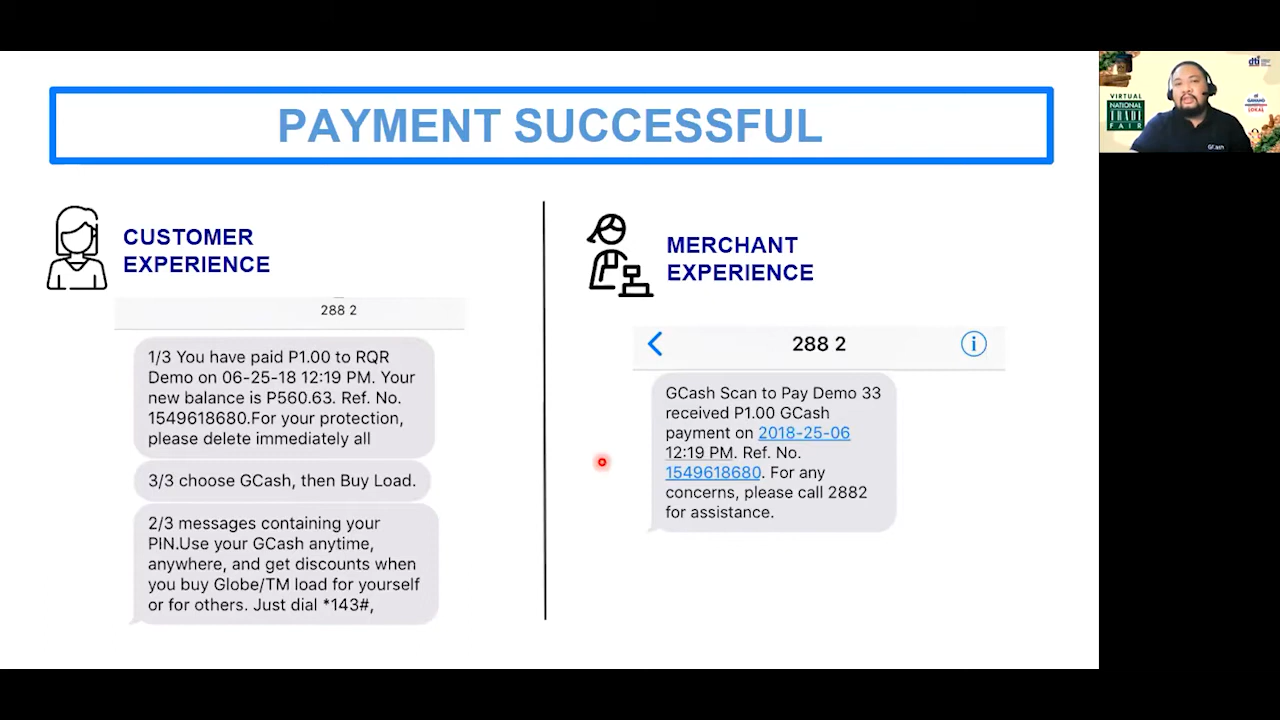 PAYMENT SUCCESSFUL
CUSTOMER
EXPERIENCE
288 2
1/3 You have paid P1.00 to RQR
Demo on 06-25-18 12:19 PM. Your
new balance is P560.63. Ref. No.
1549618680.For your protection,
please delete immediately all
3/3 choose GCash, then Buy Load.
2/3 messages containing your
PIN.Use your GCash anytime,
anywhere, and get discounts when
you buy Globe/TM load for yourself
or for others. Just dial *143#,
MERCHANT
EXPERIENCE
288 2
GCash Scan to Pay Demo 33
received P1.00 GCash
payment on 2018-25-06
12:19 PM. Ref. No.
1549618680. For any
concerns, please call 2882
for assistance.
dti
VIRTUAL
NATIONAL
TRADE
FAIR
LOKAL
GCash